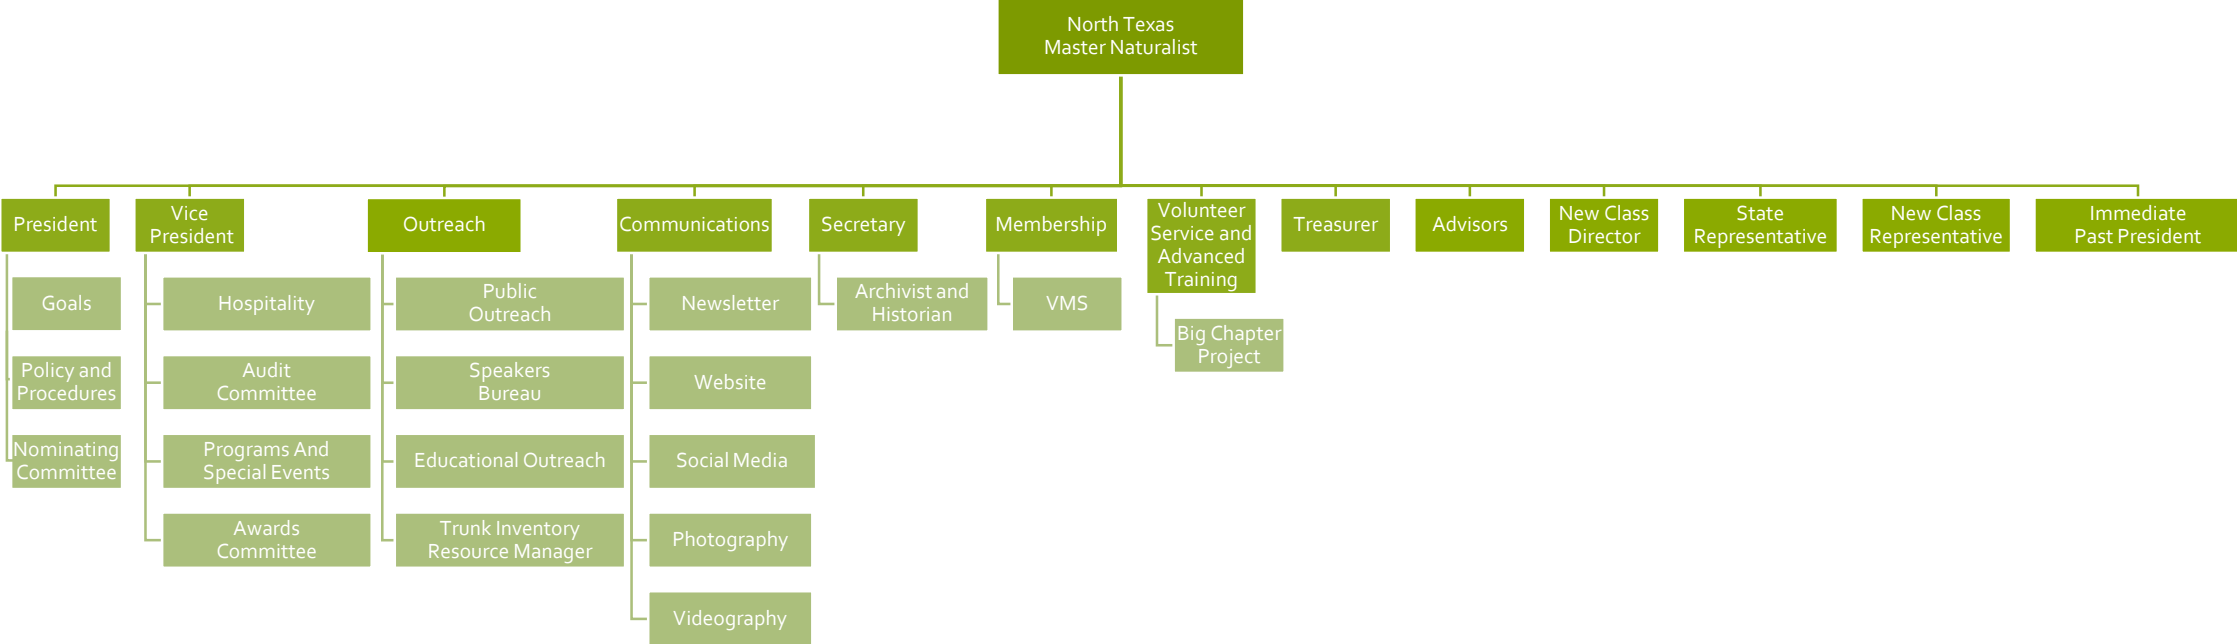 North Texas
Master Naturalist
President
Vice
President
Outreach
Communications
Secretary
Membership
Volunteer
Service and
Advanced
Training
Treasurer
Advisors
New Class
Director
State
Representative
New Class
Representative
Immediate
Past President
Goals
Policy and
Procedures
Nominating
Committee
Hospitality
Audit
Committee
Programs And
Special Events
Awards
Committee
Public
Outreach
Speakers
Bureau
Educational Outreach
Trunk Inventory
Resource Manager
Newsletter
Website
Social Media
Photography
Videography
Archivist and
Historian
VMS
Big Chapter
Project